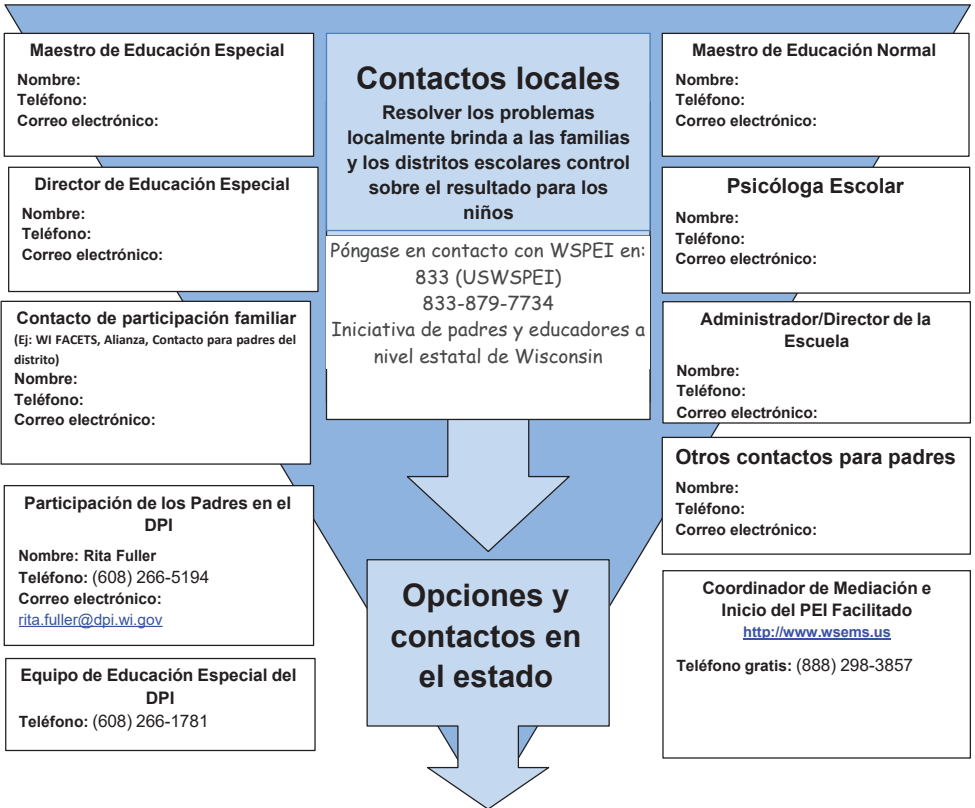 Maestro de Educación Especial
Nombre:
Teléfono:
Correo electrónico:
Director de Educación Especial
Nombre:
Teléfono:
Correo electrónico:
Contacto de participación familiar
(Ej: WI FACETS, Alianza, Contacto para padres del
distrito)
Nombre:
Teléfono:
Correo electrónico:
Contactos locales
Resolver los problemas
localmente brinda a las familias
y los distritos escolares control
sobre el resultado para los
niños
Póngase en contacto con WSPEI en:
833 (USWSPEI)
833-879-7734
Iniciativa de padres y educadores a
nivel estatal de Wisconsin
Maestro de Educación Normal
Nombre:
Teléfono:
Correo electrónico:
Psicóloga Escolar
Nombre:
Teléfono:
Correo electrónico:
Administrador/Director de la
Escuela
Nombre:
Teléfono:
Correo electrónico:
Otros contactos para padres
Nombre:
Teléfono:
Correo electrónico:
Participación de los Padres en el
DPI
Nombre: Rita Fuller
Teléfono: (608) 266-5194
Correo electrónico:
rita.fuller@dpi.wi.gov
Equipo de Educación Especial del
DPI
Teléfono: (608) 266-1781
Opciones y
contactos en
el estado
Coordinador de Mediación e
Inicio del PEI Facilitado
http://www.wsems.us
Teléfono gratis: (888) 298-3857